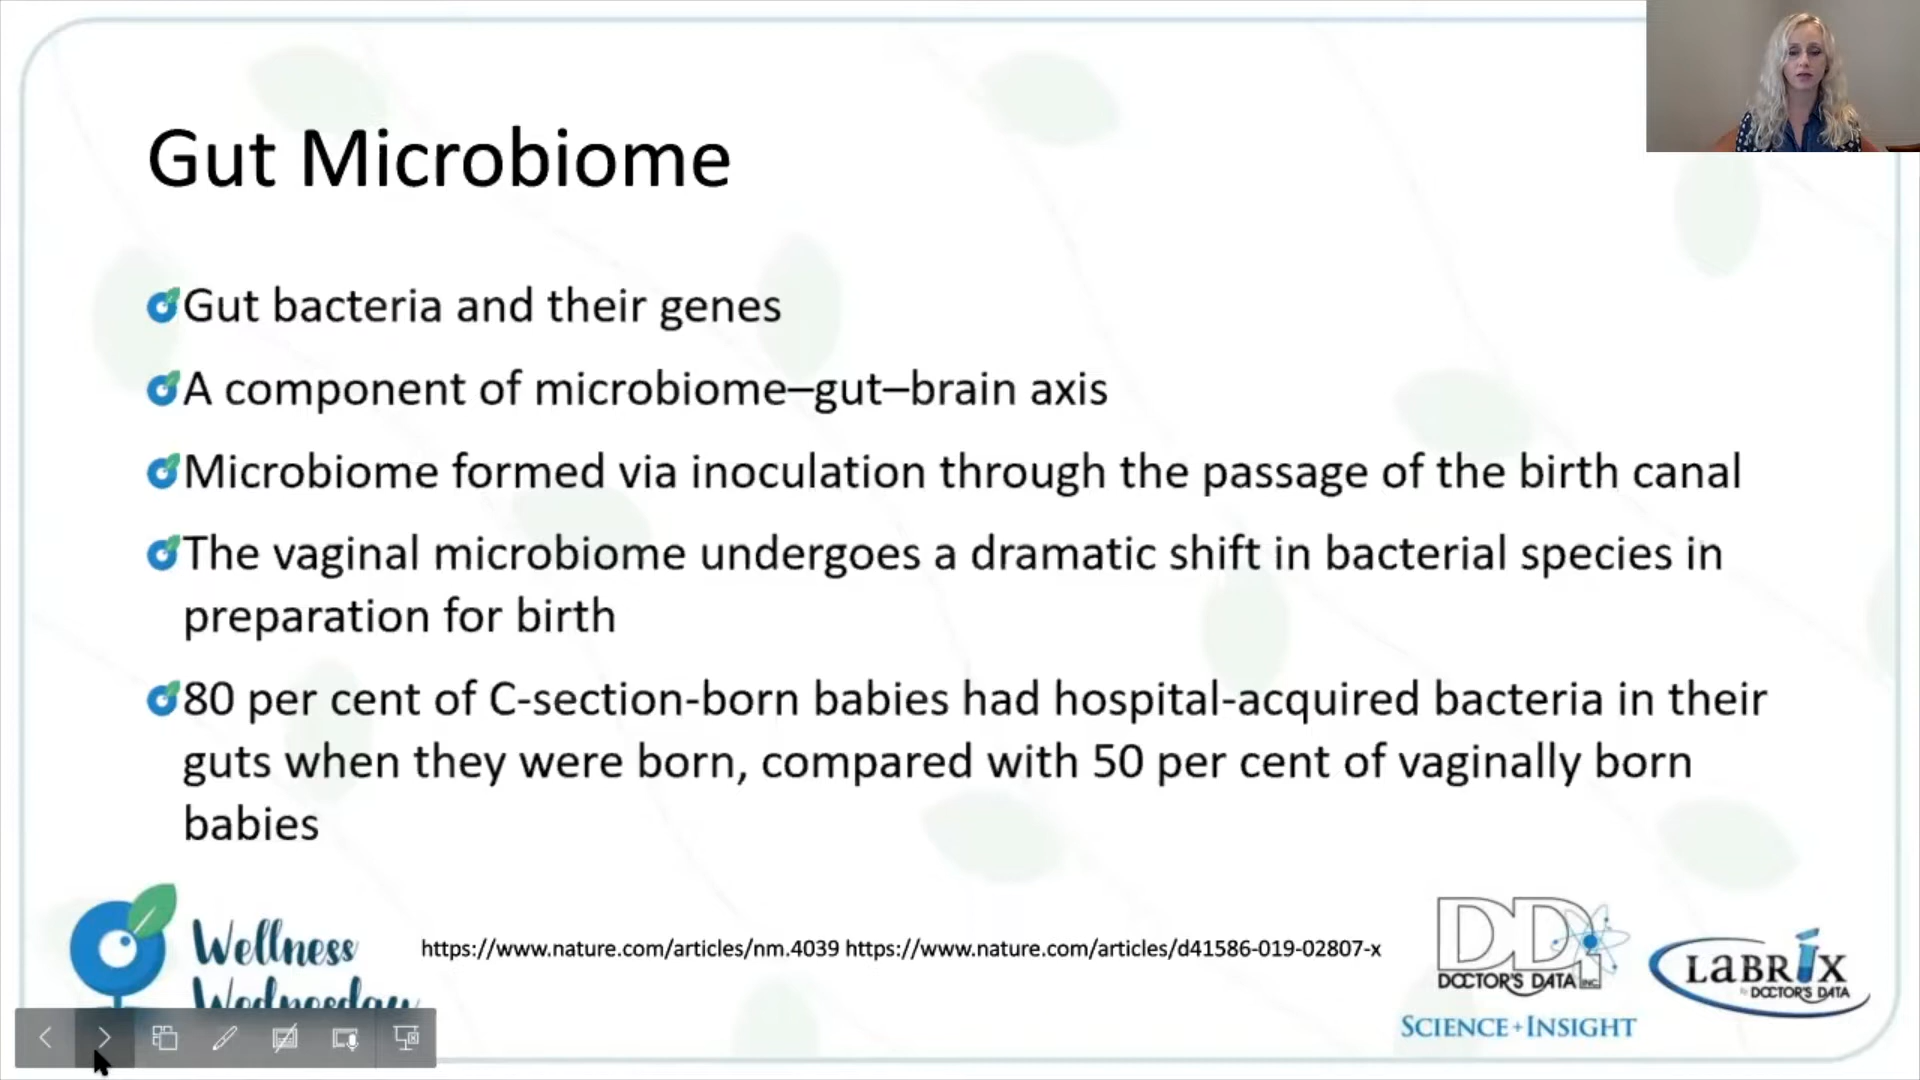 Gut Microbiome
Gut bacteria and their genes
A component of microbiome–gut–brain axis
Microbiome formed via inoculation through the passage of the birth canal
The vaginal microbiome undergoes a dramatic shift in bacterial species in
preparation for birth
80 per cent of C-section-born babies had hospital-acquired bacteria in their
guts when they were born, compared with 50 per cent of vaginally born
babies
Wellness
Wednesday
https://www.nature.com/articles/nm.4039 https://www.nature.com/articles/d41586-019-02807-x
DDI
DOCTOR'S DATA INC.
SCIENCE + INSIGHT
LABRIX
by DOCTOR'S DATA